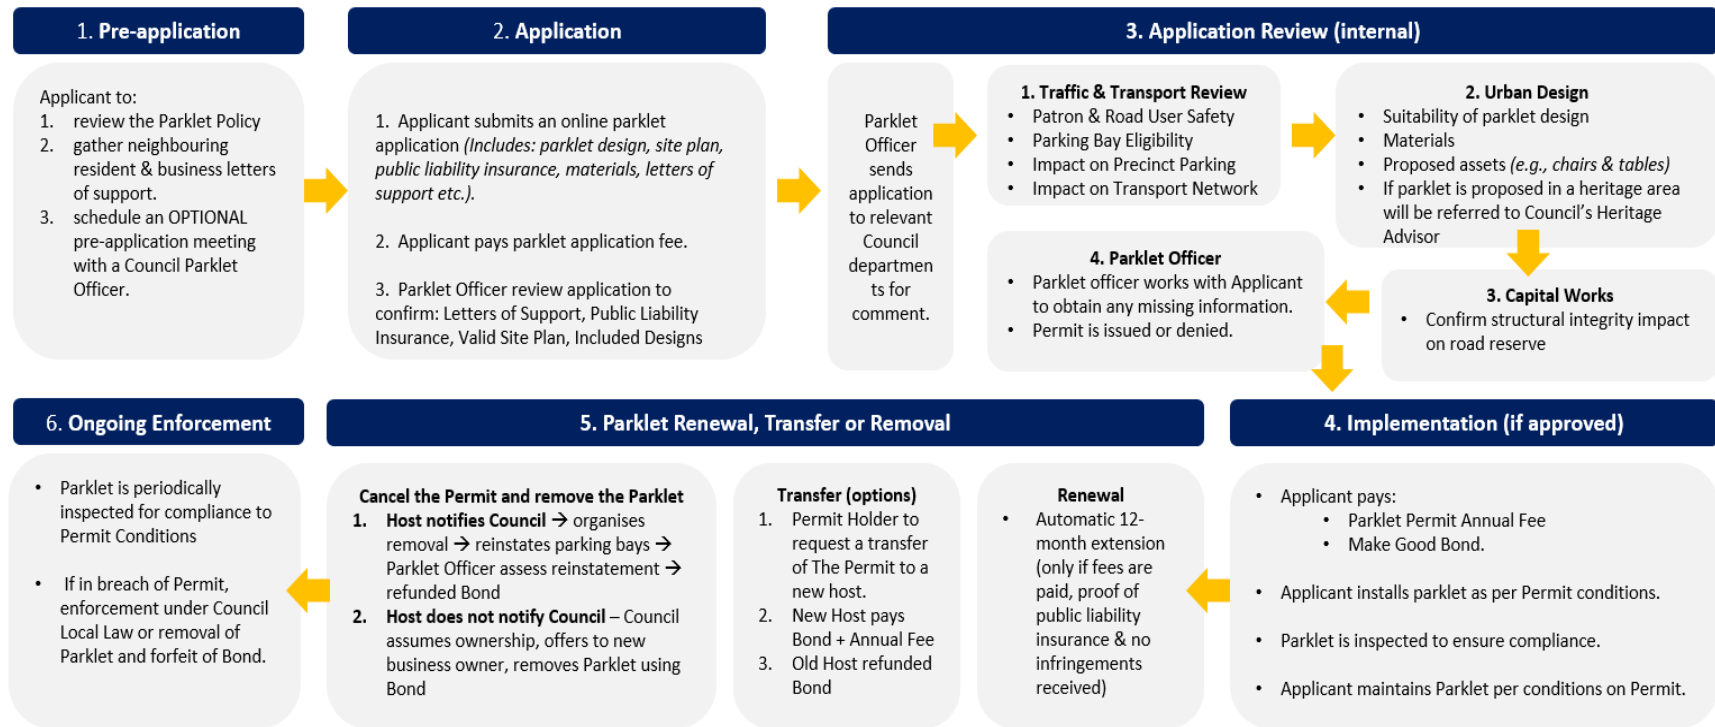 1. Pre-application
Applicant to:
1. review the Parklet Policy
2. gather neighbouring
resident & business letters
of support.
3. schedule an OPTIONAL
pre-application meeting
with a Council Parklet
Officer.
2. Application
1. Applicant submits an online parklet
application (Includes: parklet design, site plan,
public liability insurance, materials, letters of
support etc.).
2. Applicant pays parklet application fee.
3. Parklet Officer review application to
confirm: Letters of Support, Public Liability
Insurance, Valid Site Plan, Included Designs
3. Application Review (internal)
Parklet
Officer
sends
application
to relevant
Council
departmen
ts for
comment.
1. Traffic & Transport Review
• Patron & Road User Safety
• Parking Bay Eligibility
• Impact on Precinct Parking
• Impact on Transport Network
2. Urban Design
• Suitability of parklet design
• Materials
• Proposed assets (e.g., chairs & tables)
• If parklet is proposed in a heritage area
will be referred to Council's Heritage
Advisor
3. Capital Works
• Confirm structural integrity impact
on road reserve
4. Parklet Officer
• Parklet officer works with Applicant
to obtain any missing information.
• Permit is issued or denied.
4. Implementation (if approved)
• Applicant pays:
• Parklet Permit Annual Fee
• Make Good Bond.
• Applicant installs parklet as per Permit conditions.
• Parklet is inspected to ensure compliance.
• Applicant maintains Parklet per conditions on Permit.
5. Parklet Renewal, Transfer or Removal
Renewal
• Automatic 12-
month extension
(only if fees are
paid, proof of
public liability
insurance & no
infringements
received)
Transfer (options)
1. Permit Holder to
request a transfer
of The Permit to a
new host.
2. New Host pays
Bond + Annual Fee
3. Old Host refunded
Bond
Cancel the Permit and remove the Parklet
1. Host notifies Council → organises
removal → reinstates parking bays →
Parklet Officer assess reinstatement →
refunded Bond
2. Host does not notify Council – Council
assumes ownership, offers to new
business owner, removes Parklet using
Bond
6. Ongoing Enforcement
• Parklet is periodically
inspected for compliance to
Permit Conditions
• If in breach of Permit,
enforcement under Council
Local Law or removal of
Parklet and forfeit of Bond.